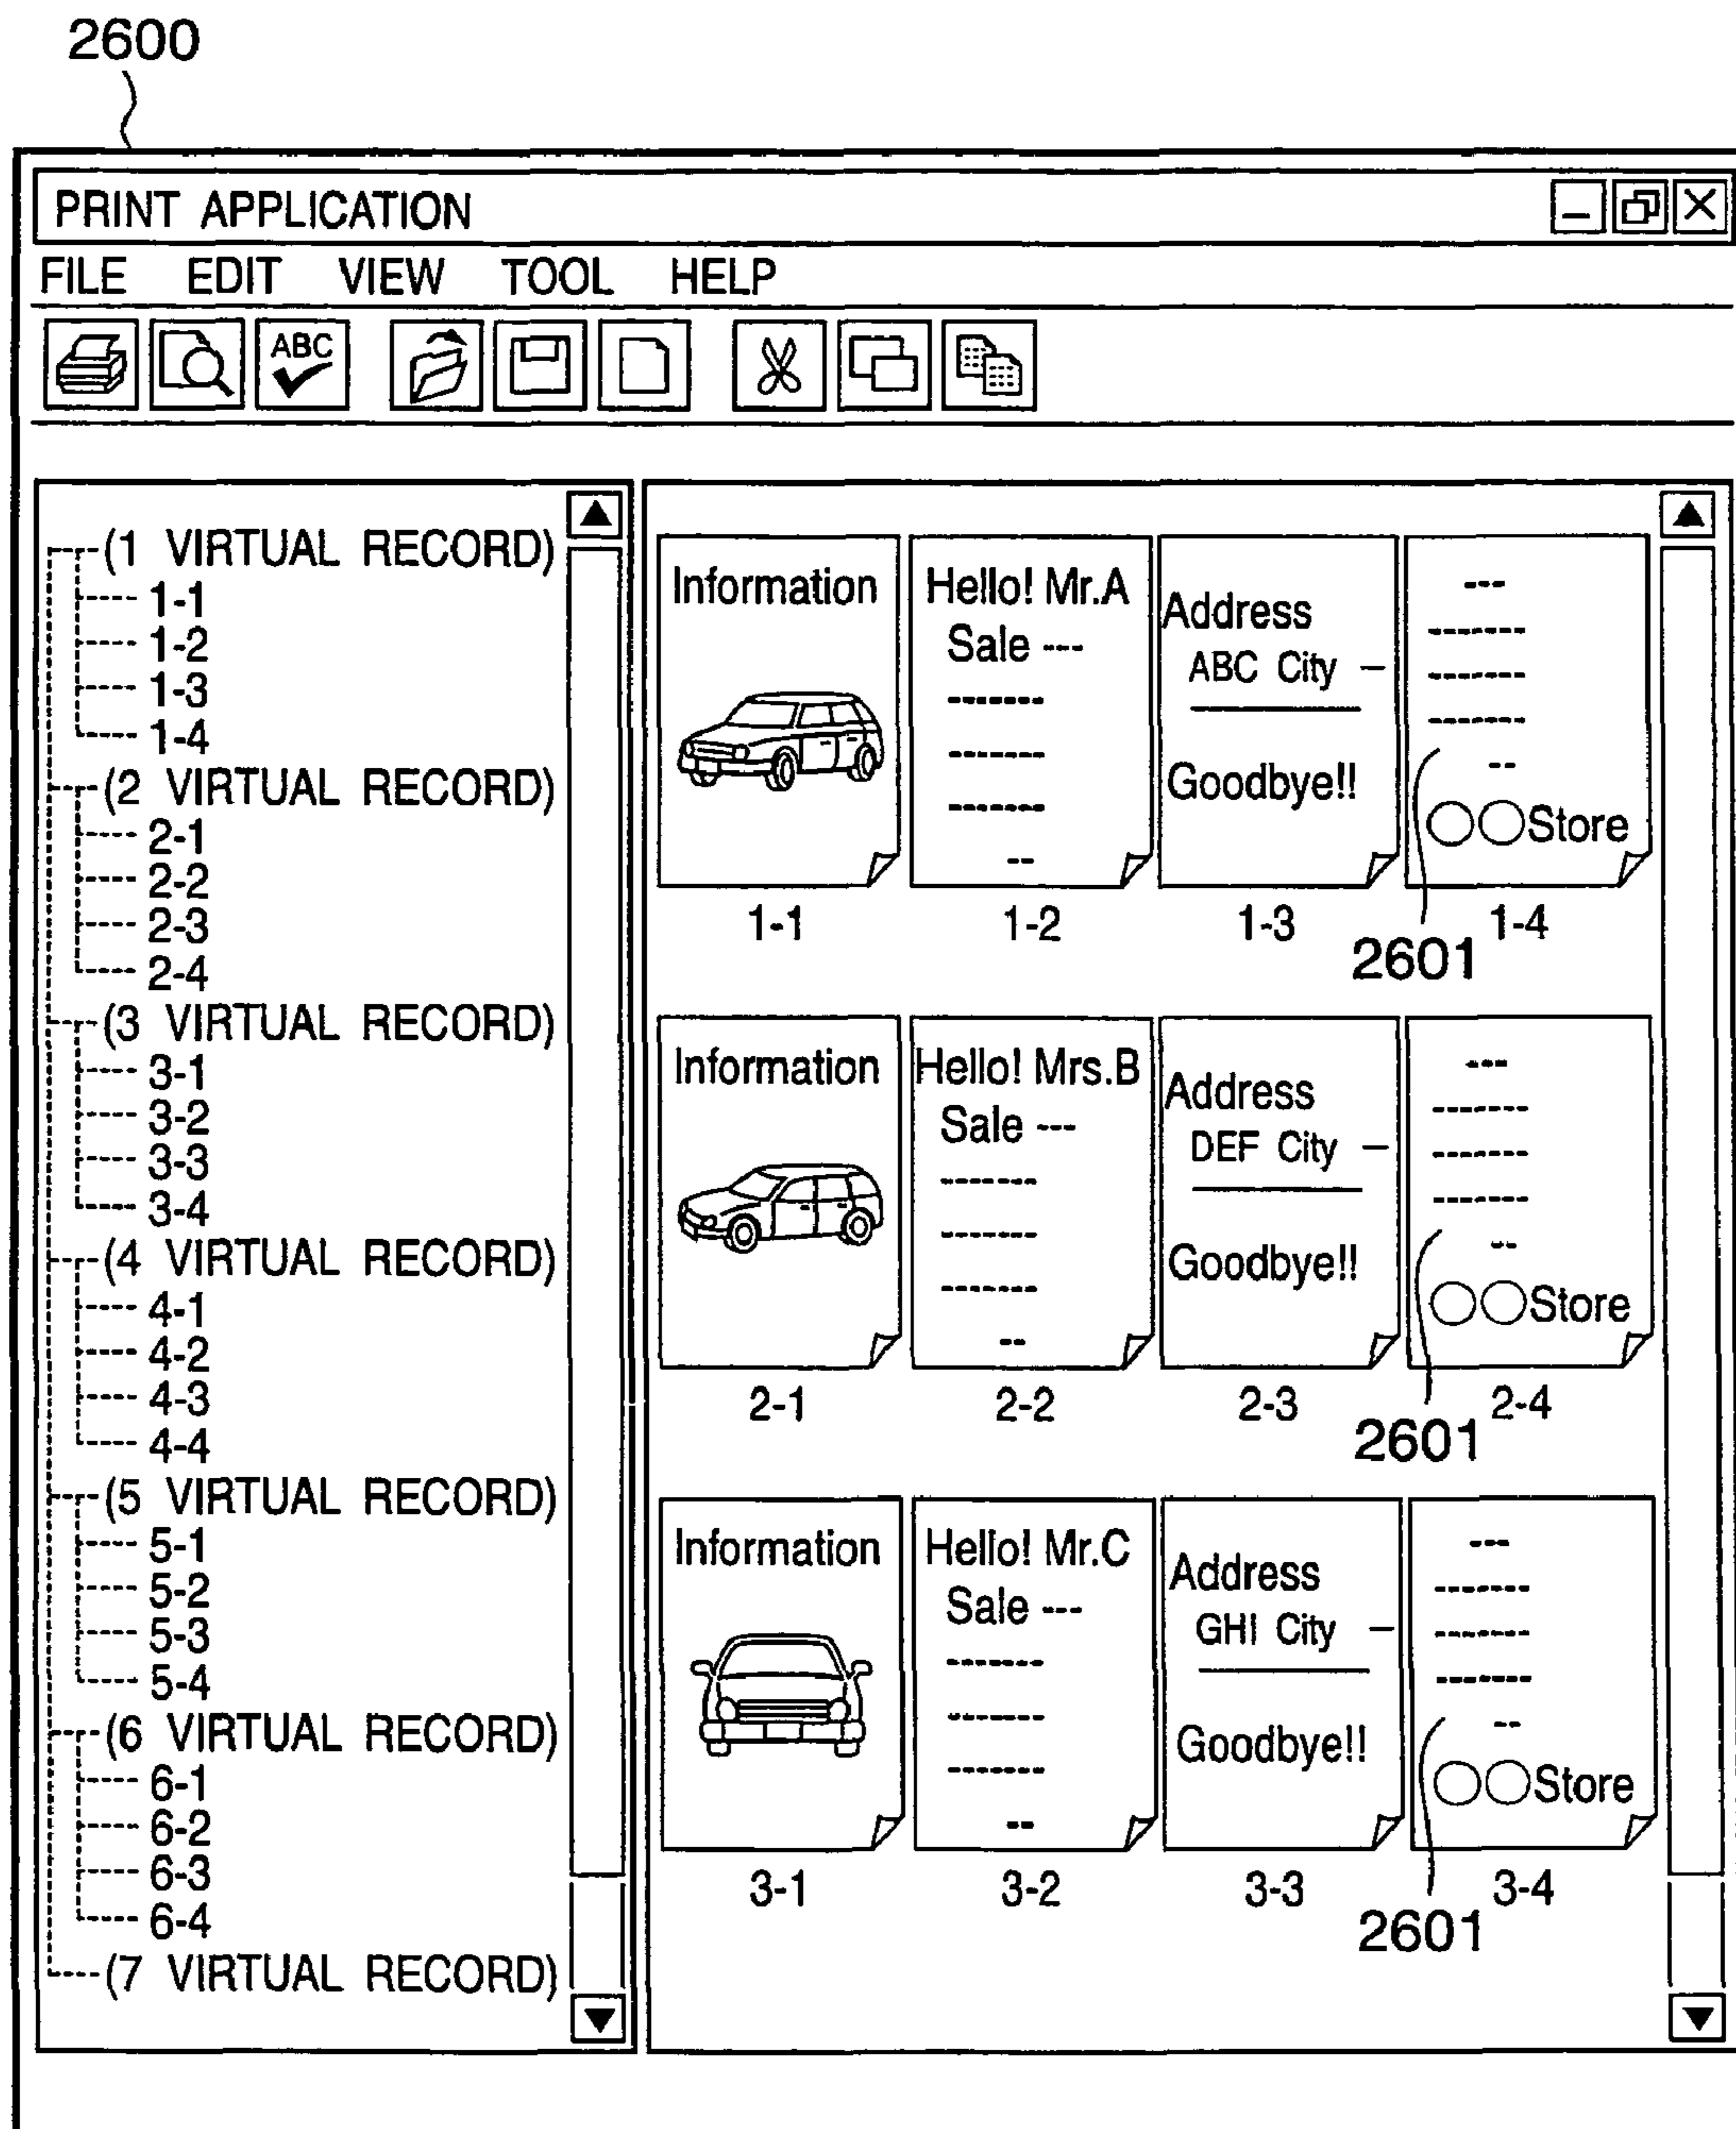 2600
PRINT APPLICATION
FILE EDIT VIEW TOOL HELP
ABC
(1 VIRTUAL RECORD)
1-1
1-2
1-3
1-4
(2 VIRTUAL RECORD)
2-1
2-2
2-3
2-4
(3 VIRTUAL RECORD)
3-1
3-2
3-3
3-4
(4 VIRTUAL RECORD)
4-1
4-2
4-3
4-4
(5 VIRTUAL RECORD)
5-1
5-2
5-3
5-4
(6 VIRTUAL RECORD)
6-1
6-2
6-3
6-4
(7 VIRTUAL RECORD)
Information
1-1
Hello! Mr.A
Sale ---
-------
-------
-------
--
1-2
Address
ABC City –
Goodbye!!
1-3
---
-------
-------
-------
--
○○Store
1-4
2601
Information
2-1
Hello! Mrs.B
Sale ---
-------
-------
-------
--
2-2
Address
DEF City –
Goodbye!!
2-3
---
-------
-------
-------
--
○○Store
2-4
2601
Information
3-1
Hello! Mr.C
Sale ---
-------
-------
-------
--
3-2
Address
GHI City –
Goodbye!!
3-3
---
-------
-------
-------
--
○○Store
3-4
2601